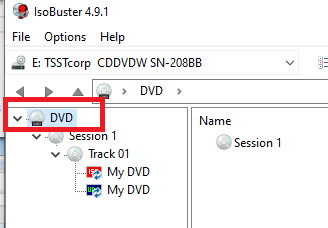 IsoBuster 4.9.1
File Options Help
E: TSSTcorp CDDVDW SN-208BB
DVD
DVD
Name
Session 1
Session 1
Track 01
My DVD
My DVD